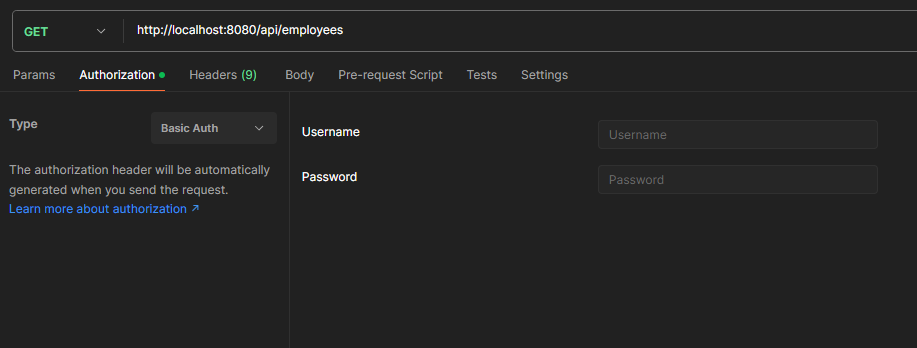 GET http://localhost:8080/api/employees
Params Authorization Headers (9) Body Pre-request Script Tests Settings
Type Basic Auth
The authorization header will be automatically
generated when you send the request.
Learn more about authorization ↗
Username Username
Password Password